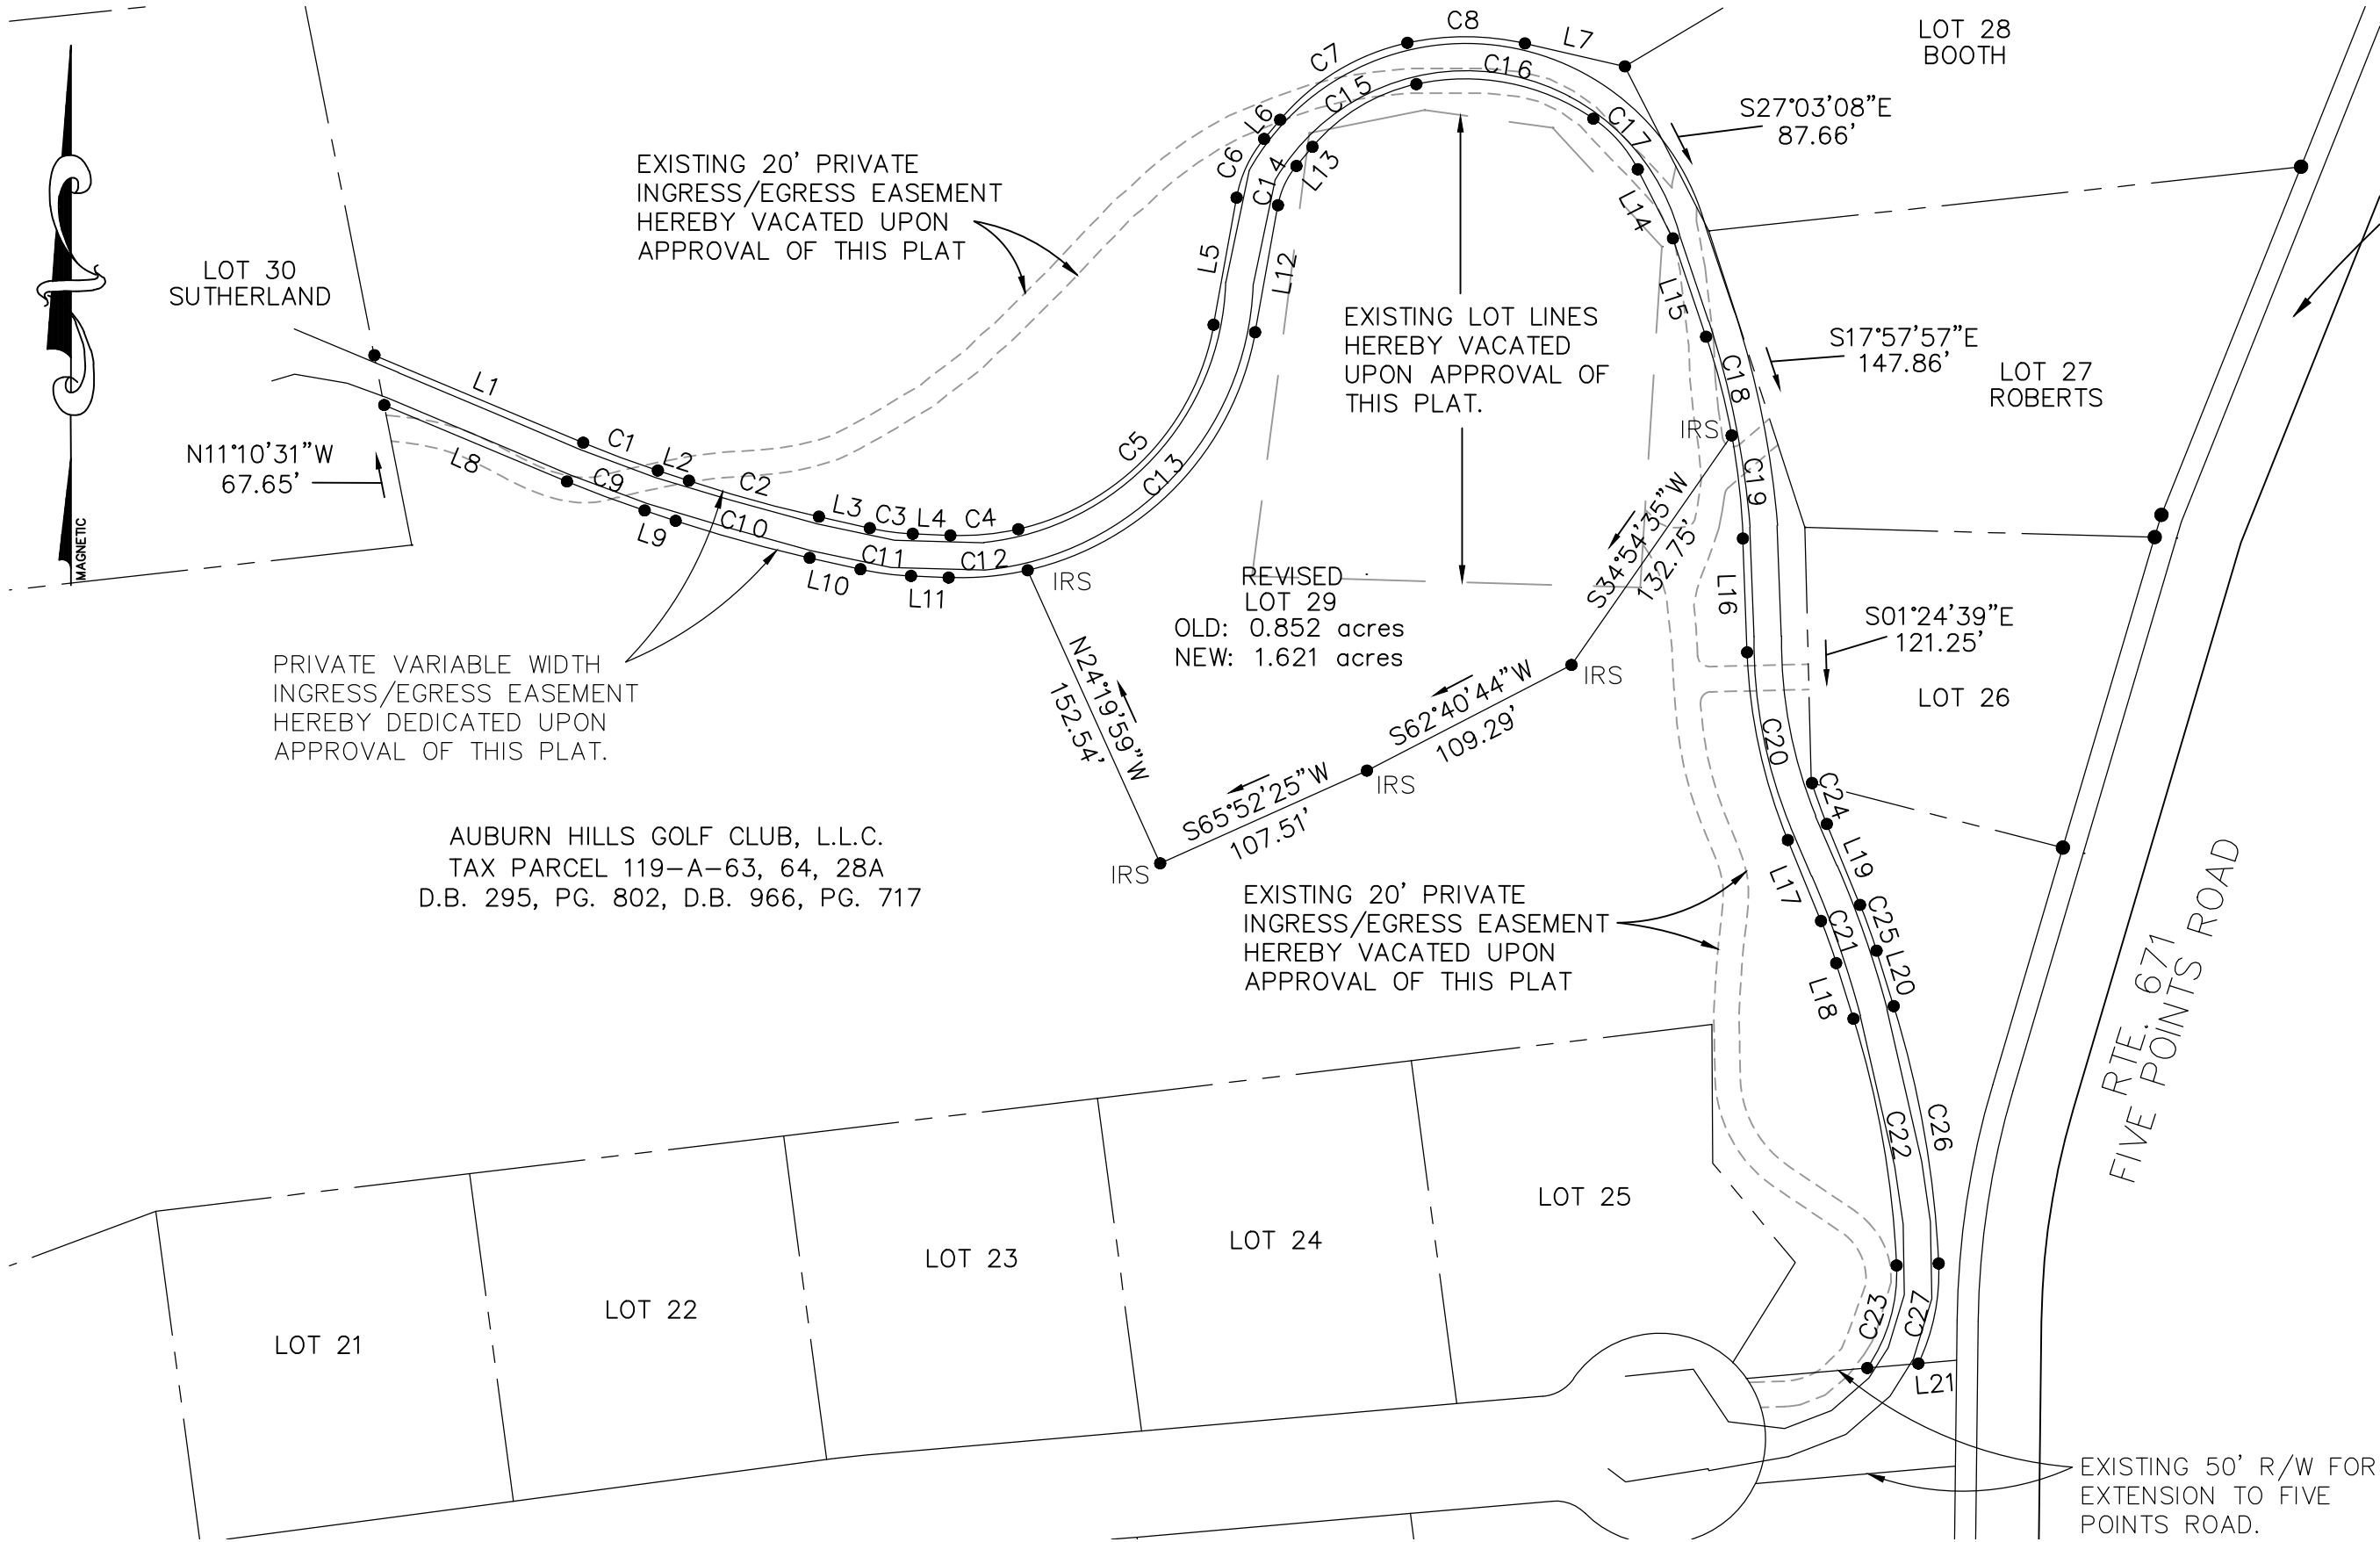 C8
L7
LOT 28
BOOTH
C7
C16
C15
S27°03'08"E
87.66'
L6
C17
EXISTING 20' PRIVATE
INGRESS/EGRESS EASEMENT
HEREBY VACATED UPON
APPROVAL OF THIS PLAT
C6
C14
L13
L14
LOT 30
SUTHERLAND
L5
L12
L15
EXISTING LOT LINES
HEREBY VACATED
UPON APPROVAL OF
THIS PLAT.
S17°57'57"E
147.86'
LOT 27
ROBERTS
L1
C18
IRS
N11°10'31"W
67.65'
C1
L2
C2
L8
C9
L3
C3
L4
C4
C5
C13
C19
L9
C10
L10
C11
L11
C12
IRS
MAGNETIC
S34°54'35"W
132.75'
L16
REVISED
LOT 29
OLD: 0.852 acres
NEW: 1.621 acres
S01°24'39"E
121.25'
LOT 26
PRIVATE VARIABLE WIDTH
INGRESS/EGRESS EASEMENT
HEREBY DEDICATED UPON
APPROVAL OF THIS PLAT.
N24°19'59"W
152.54'
IRS
S62°40'44"W
109.29'
IRS
S65°52'25"W
107.51'
IRS
C20
C24
L19
L17
AUBURN HILLS GOLF CLUB, L.L.C.
TAX PARCEL 119-A-63, 64, 28A
D.B. 295, PG. 802, D.B. 966, PG. 717
EXISTING 20' PRIVATE
INGRESS/EGRESS EASEMENT
HEREBY VACATED UPON
APPROVAL OF THIS PLAT
C21
C25
L18
L20
RTE. 671
FIVE POINTS ROAD
C22
C26
LOT 25
LOT 24
LOT 23
LOT 22
LOT 21
C23
C27
L21
EXISTING 50' R/W FOR
EXTENSION TO FIVE
POINTS ROAD.